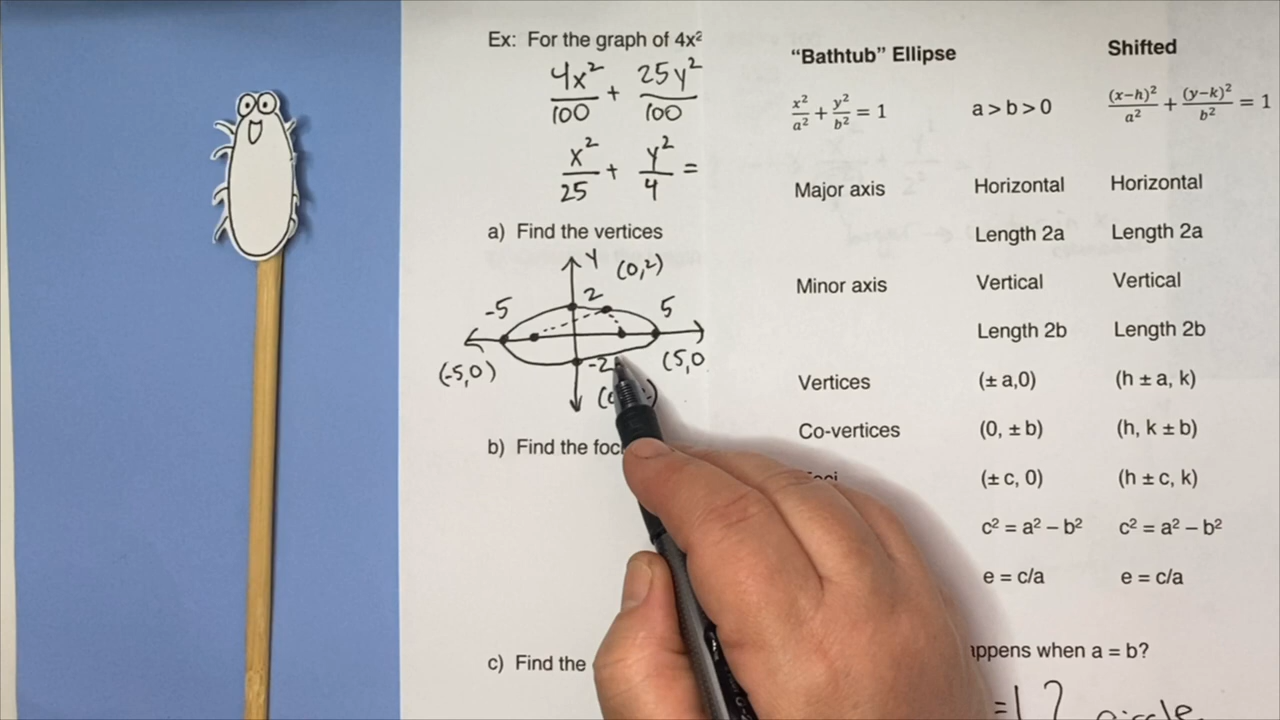 Ex: For the graph of 4x²
4x²/100 + 25y²/100
x²/25 + y²/4 =
a) Find the vertices
Y
(0,2)
-5
2
5
(-5,0)
-2
(5,0
b) Find the foc
c) Find the
"Bathtub" Ellipse
Shifted
x²/a² + y²/b² = 1
a > b > 0
(x–h)²/a² + (y–k)²/b² = 1
Major axis
Horizontal
Horizontal
Length 2a
Length 2a
Minor axis
Vertical
Vertical
Length 2b
Length 2b
Vertices
(± a,0)
(h ± a, k)
Co-vertices
(0, ± b)
(h, k ± b)
(± c, 0)
(h ± c, k)
c² = a² – b²
c² = a² – b²
e = c/a
e = c/a
appens when a = b?
=1? circle